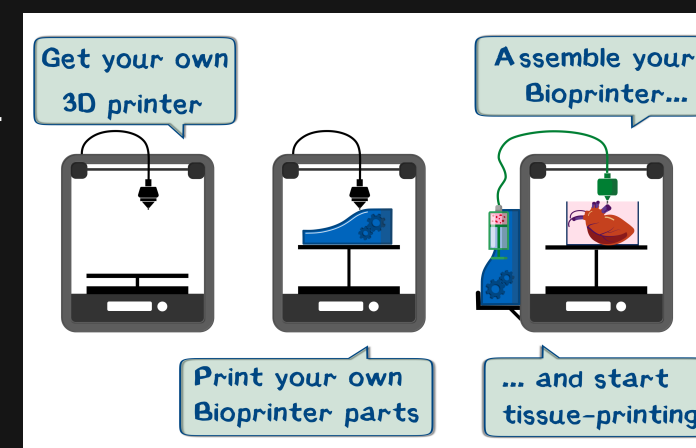 Get your own
3D printer
Print your own
Bioprinter parts
Assemble your
Bioprinter...
... and start
tissue-printing